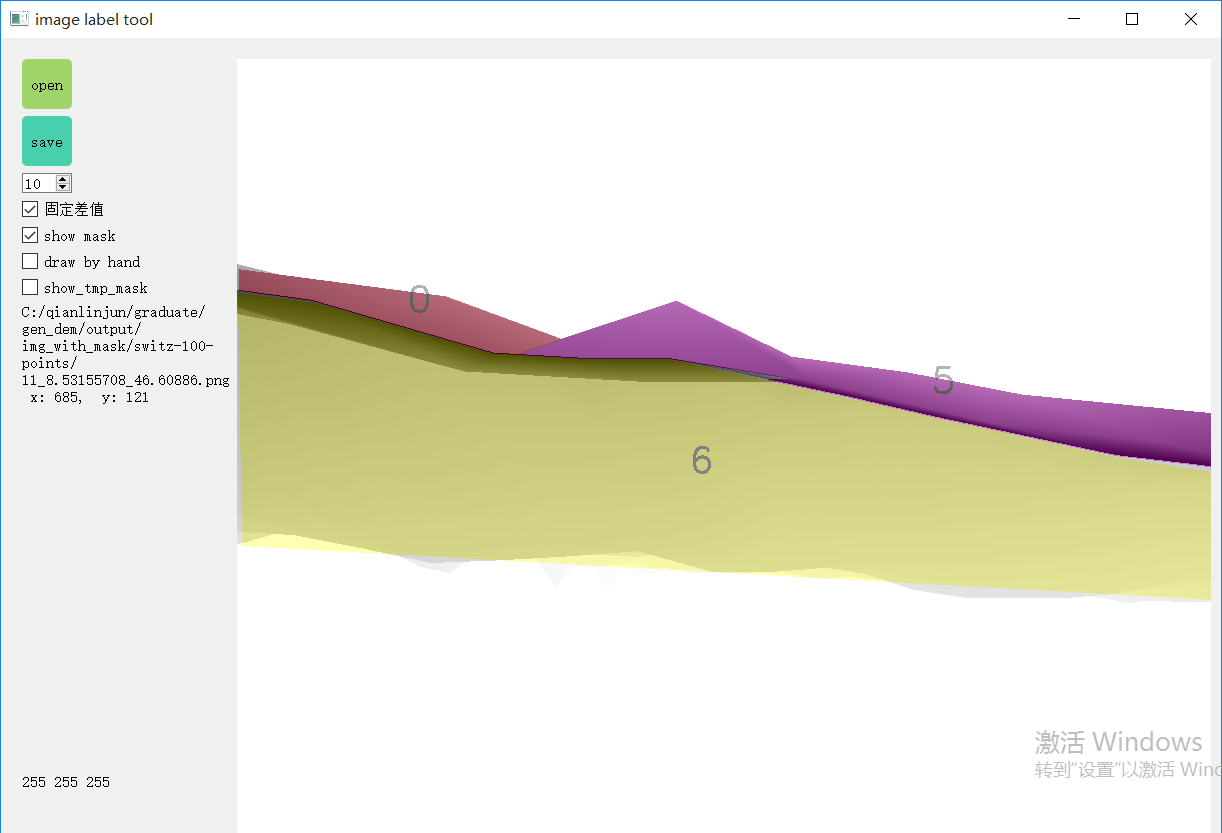 image label tool
open
save
10
固定差值
show mask
draw by hand
show_tmp_mask
C:/qianlinjun/graduate/
gen_dem/output/
img_with_mask/switz-100-
points/
11_8.53155708_46.60886.png
x: 685,  y: 121
0
5
6
激活 Windows
转到"设置"以激活 Wind
255 255 255